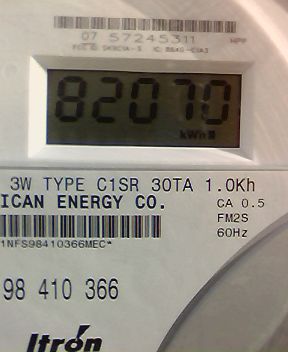 07 57245311
82070
kWh
3W TYPE C1SR 30TA 1.0Kh
ICAN ENERGY CO.
CA 0.5
FM2S
60Hz
1NFS98410366MEC*
98 410 366
Itron